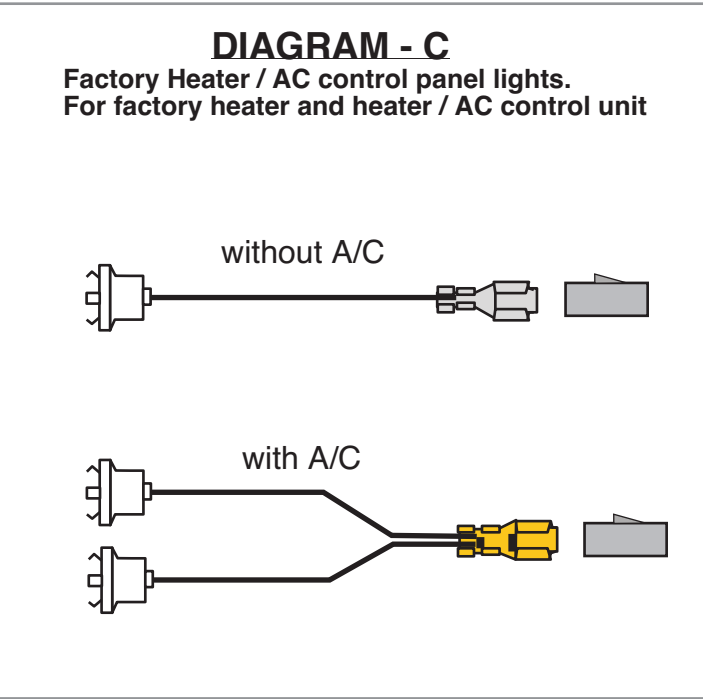 DIAGRAM - C
Factory Heater / AC control panel lights.
For factory heater and heater / AC control unit
without A/C
with A/C